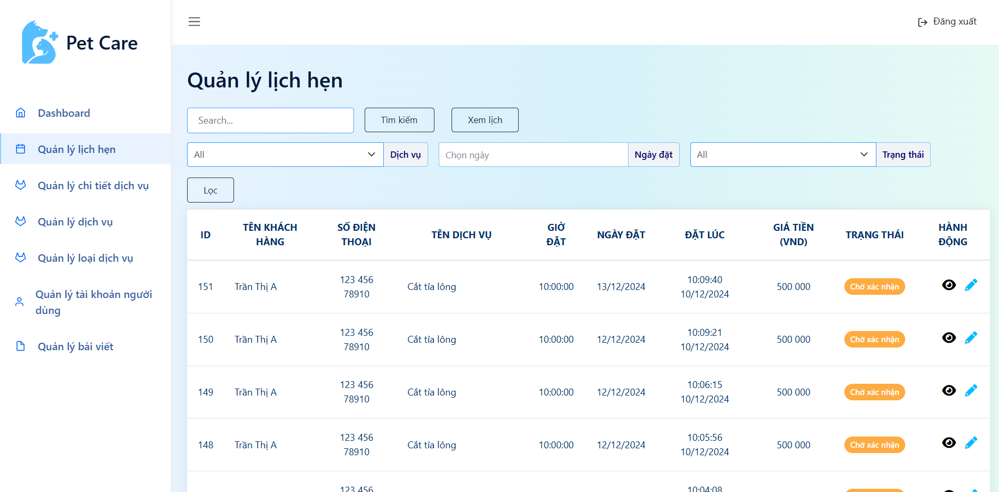 Pet Care
Đăng xuất
Dashboard
Quản lý lịch hẹn
Quản lý chi tiết dịch vụ
Quản lý dịch vụ
Quản lý loại dịch vụ
Quản lý tài khoản người
dùng
Quản lý bài viết
Quản lý lịch hẹn
Search...
Tìm kiếm
Xem lịch
All
Dịch vụ
Chọn ngày
Ngày đặt
All
Trạng thái
Lọc
ID
TÊN KHÁCH
HÀNG
SỐ ĐIỆN
THOẠI
TÊN DỊCH VỤ
GIỜ
ĐẶT
NGÀY ĐẶT
ĐẶT LÚC
GIÁ TIỀN
(VND)
TRẠNG THÁI
HÀNH
ĐỘNG
151
Trần Thị A
123 456
78910
Cắt tỉa lông
10:00:00
13/12/2024
10:09:40
10/12/2024
500 000
Chờ xác nhận
150
Trần Thị A
123 456
78910
Cắt tỉa lông
10:00:00
12/12/2024
10:09:21
10/12/2024
500 000
Chờ xác nhận
149
Trần Thị A
123 456
78910
Cắt tỉa lông
10:00:00
12/12/2024
10:06:15
10/12/2024
500 000
Chờ xác nhận
148
Trần Thị A
123 456
78910
Cắt tỉa lông
10:00:00
12/12/2024
10:05:56
10/12/2024
500 000
Chờ xác nhận
123 456
10:04:08